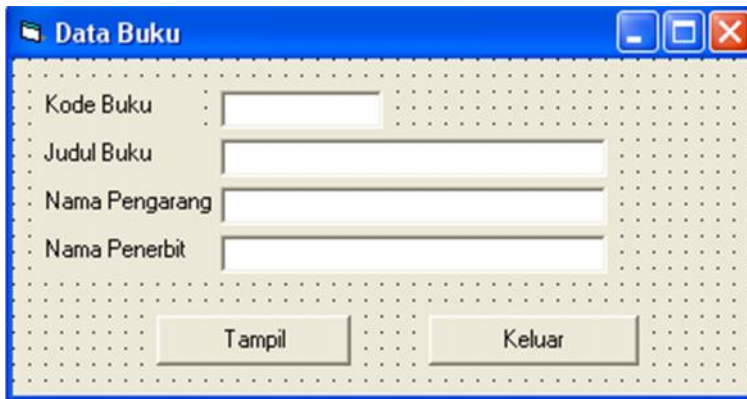 Data Buku
Kode Buku
Judul Buku
Nama Pengarang
Nama Penerbit
Tampil Keluar